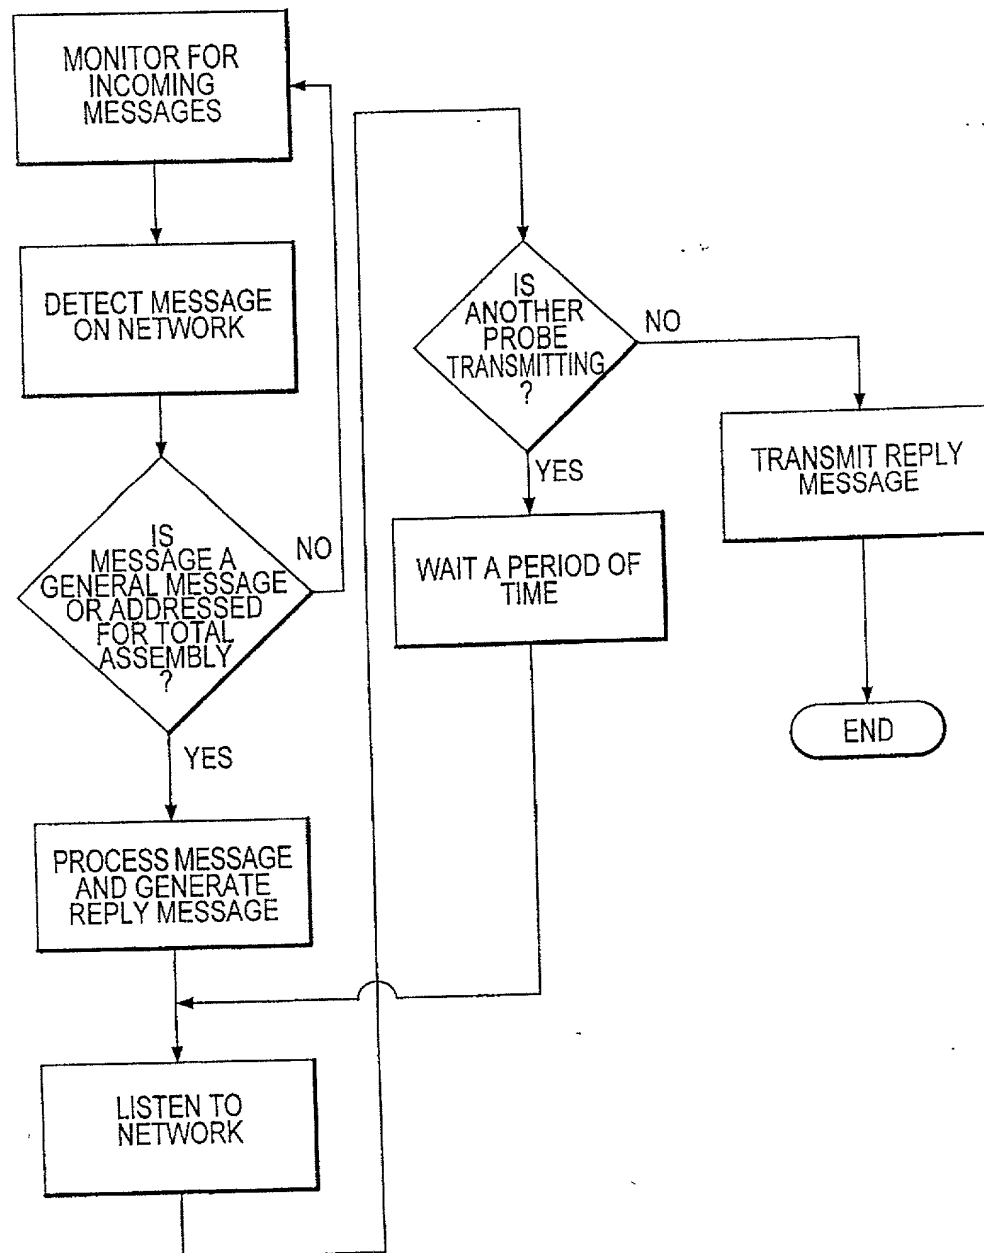 MONITOR FOR
INCOMING
MESSAGES
DETECT MESSAGE
ON NETWORK
IS
MESSAGE A
GENERAL MESSAGE
OR ADDRESSED
FOR TOTAL
ASSEMBLY
?
NO
YES
PROCESS MESSAGE
AND GENERATE
REPLY MESSAGE
LISTEN TO
NETWORK
IS
ANOTHER
PROBE
TRANSMITTING
?
NO
YES
WAIT A PERIOD OF
TIME
TRANSMIT REPLY
MESSAGE
END